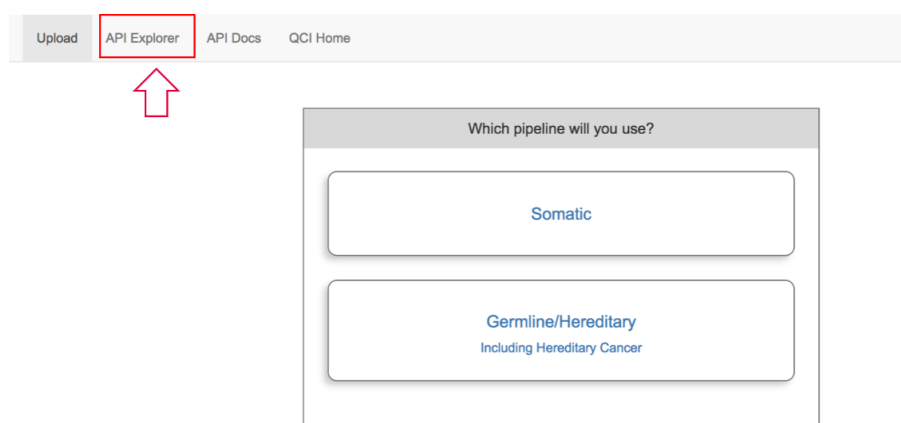 Upload API Explorer API Docs QCI Home
Which pipeline will you use?
Somatic
Germline/Hereditary
Including Hereditary Cancer